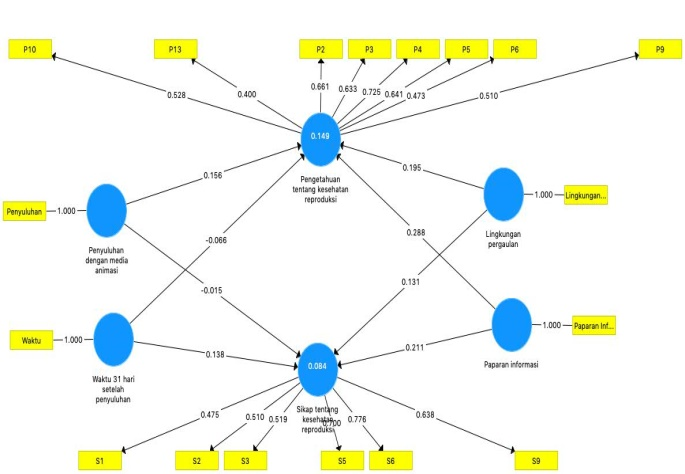 P10
P13
P2
P3
P4
P5
P6
P9
0.528
0.400
0.661
0.633
0.725
0.641
0.473
0.510
0.149
Pengetahuan
tentang kesehatan
reproduksi
0.156
0.195
Penyuluhan
1.000
Penyuluhan
dengan media
animasi
1.000
Lingkungan...
Lingkungan
pergaulan
-0.066
0.288
-0.015
0.131
Waktu
1.000
Waktu 31 hari
setelah
penyuluhan
0.138
0.211
1.000
Paparan Inf...
Paparan informasi
0.084
Sikap tentang
kesehatan
reproduksi
0.475
0.510
0.519
0.700
0.776
0.638
S1
S2
S3
S5
S6
S9